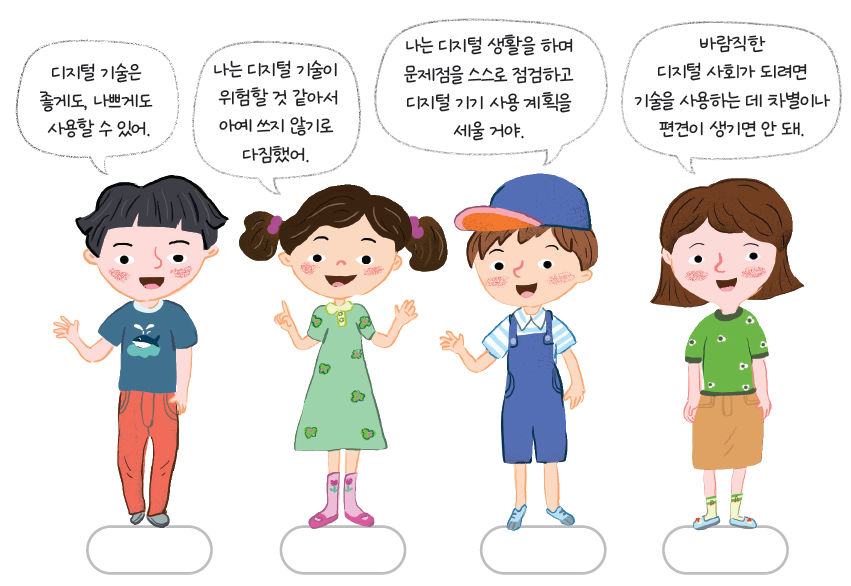 디지털 기술은
좋게도, 나쁘게도
사용할 수 있어.
나는 디지털 기술이
위험할 것 같아서
아예 쓰지 않기로
다짐했어.
나는 디지털 생활을 하며
문제점을 스스로 점검하고
디지털 기기 사용 계획을
세울 거야.
바람직한
디지털 사회가 되려면
기술을 사용하는 데 차별이나
편견이 생기면 안 돼.